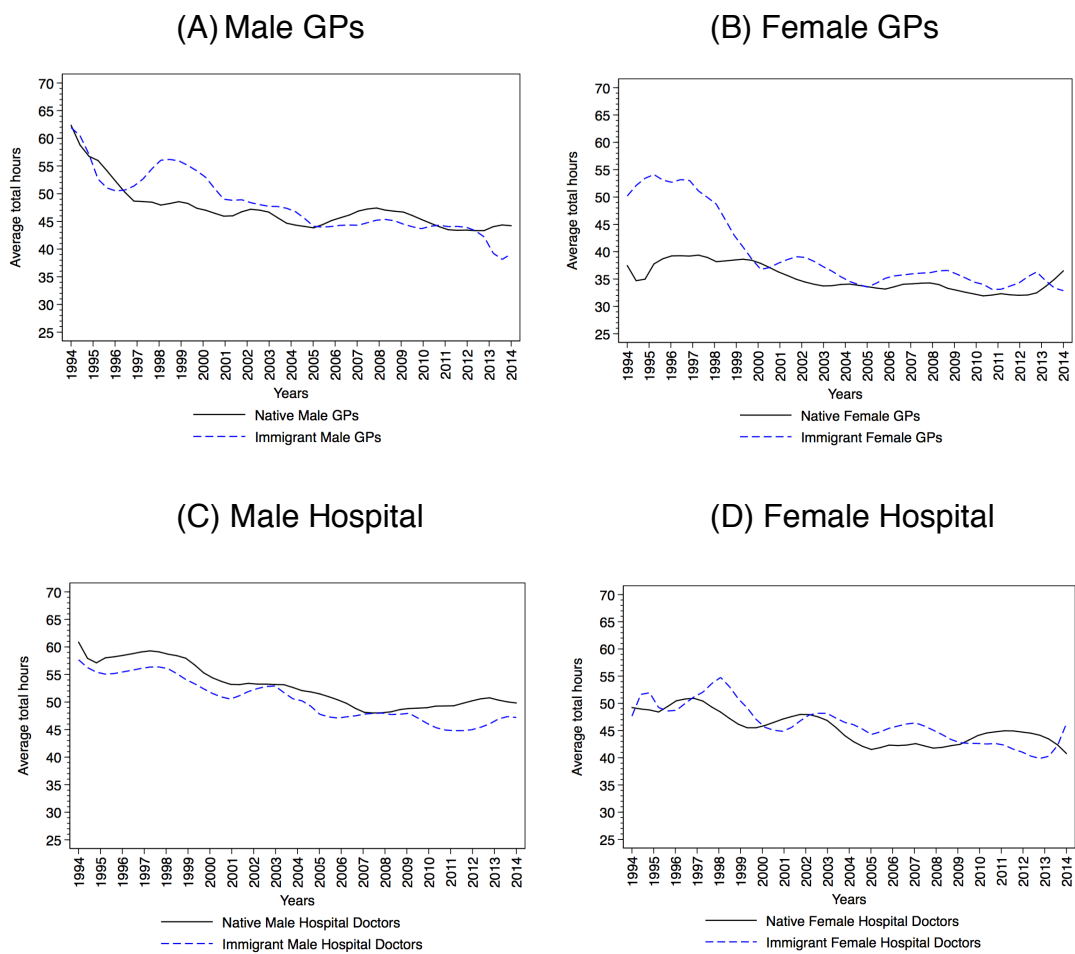 (A) Male GPs
70
65
60
55
50
45
40
35
30
25
Average total hours
1994 1995 1996 1997 1998 1999 2000 2001 2002 2003 2004 2005 2006 2007 2008 2009 2010 2011 2012 2013 2014
Years
Native Male GPs
Immigrant Male GPs
(B) Female GPs
70
65
60
55
50
45
40
35
30
25
Average total hours
1994 1995 1996 1997 1998 1999 2000 2001 2002 2003 2004 2005 2006 2007 2008 2009 2010 2011 2012 2013 2014
Years
Native Female GPs
Immigrant Female GPs
(C) Male Hospital
70
65
60
55
50
45
40
35
30
25
Average total hours
1994 1995 1996 1997 1998 1999 2000 2001 2002 2003 2004 2005 2006 2007 2008 2009 2010 2011 2012 2013 2014
Years
Native Male Hospital Doctors
Immigrant Male Hospital Doctors
(D) Female Hospital
70
65
60
55
50
45
40
35
30
25
Average total hours
1994 1995 1996 1997 1998 1999 2000 2001 2002 2003 2004 2005 2006 2007 2008 2009 2010 2011 2012 2013 2014
Years
Native Female Hospital Doctors
Immigrant Female Hospital Doctors